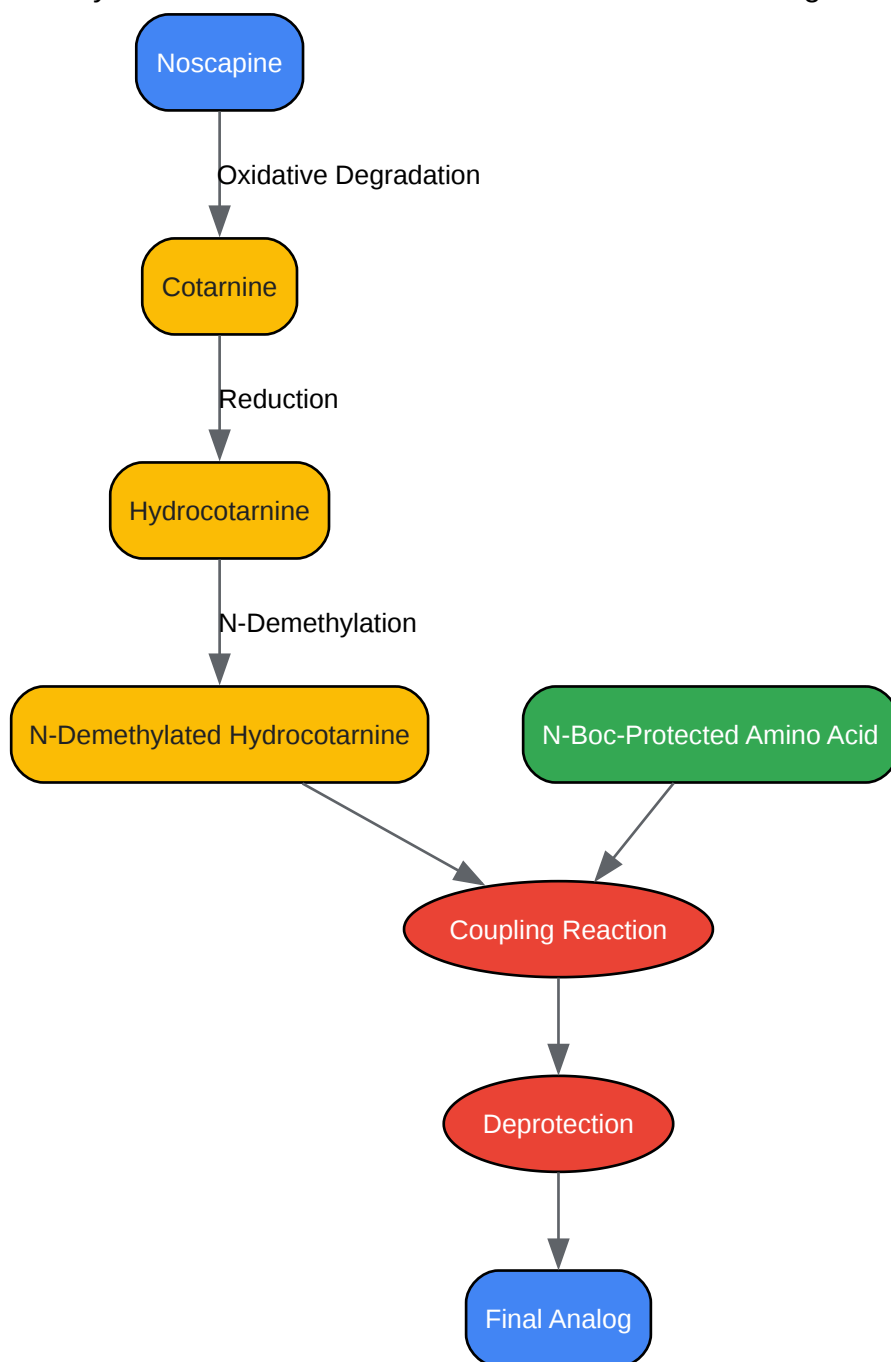 Noscapine
Oxidative Degradation
Cotarnine
Reduction
Hydrocotarnine
N-Demethylation
N-Demethylated Hydrocotarnine
N-Boc-Protected Amino Acid
Coupling Reaction
Deprotection
Final Analog